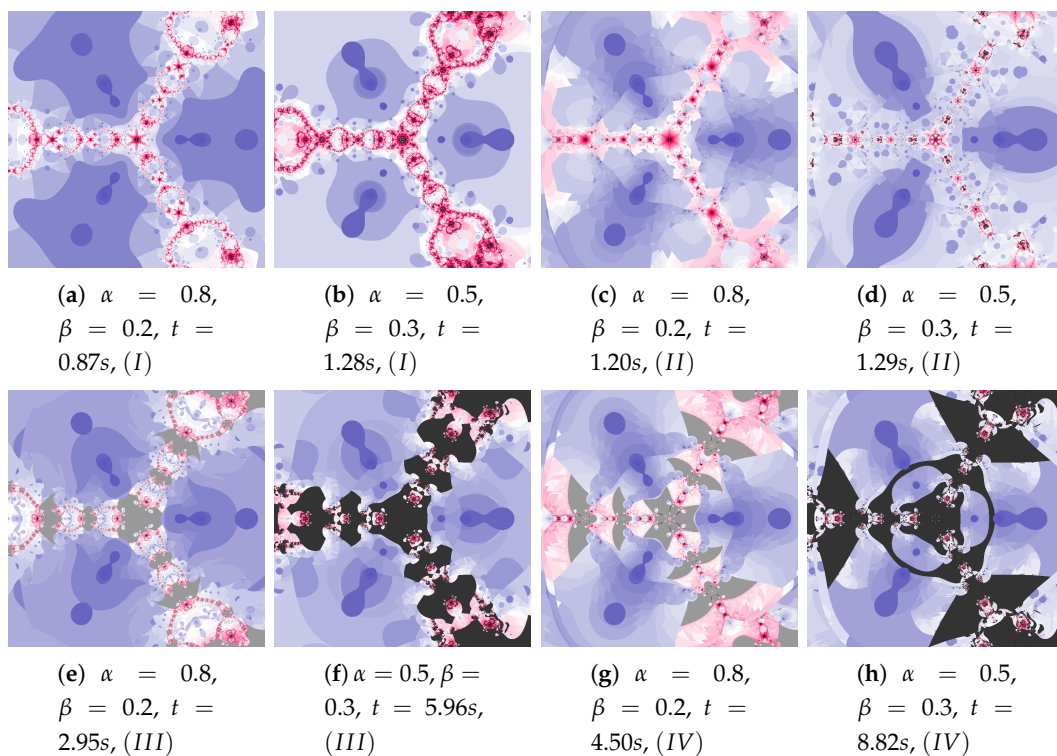 (a) α = 0.8,
β = 0.2, t =
0.87s, (I)
(b) α = 0.5,
β = 0.3, t =
1.28s, (I)
(c) α = 0.8,
β = 0.2, t =
1.20s, (II)
(d) α = 0.5,
β = 0.3, t =
1.29s, (II)
(e) α = 0.8,
β = 0.2, t =
2.95s, (III)
(f) α = 0.5, β =
0.3, t = 5.96s,
(III)
(g) α = 0.8,
β = 0.2, t =
4.50s, (IV)
(h) α = 0.5,
β = 0.3, t =
8.82s, (IV)